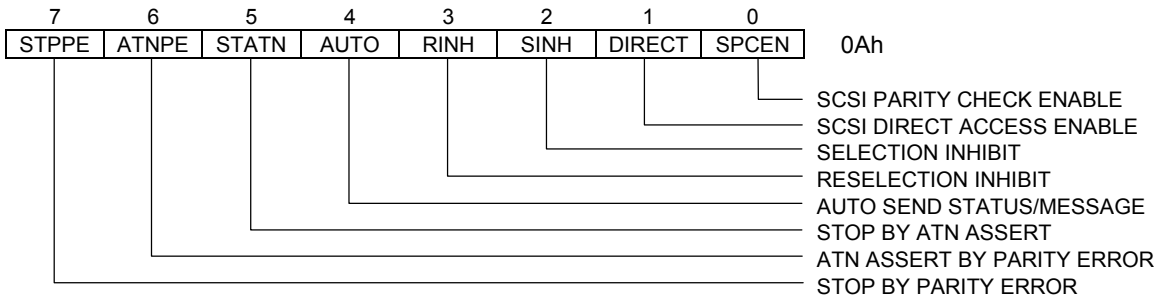 7 6 5 4 3 2 1 0
STPPE ATNPE STATN AUTO RINH SINH DIRECT SPCEN 0Ah
SCSI PARITY CHECK ENABLE
SCSI DIRECT ACCESS ENABLE
SELECTION INHIBIT
RESELECTION INHIBIT
AUTO SEND STATUS/MESSAGE
STOP BY ATN ASSERT
ATN ASSERT BY PARITY ERROR
STOP BY PARITY ERROR